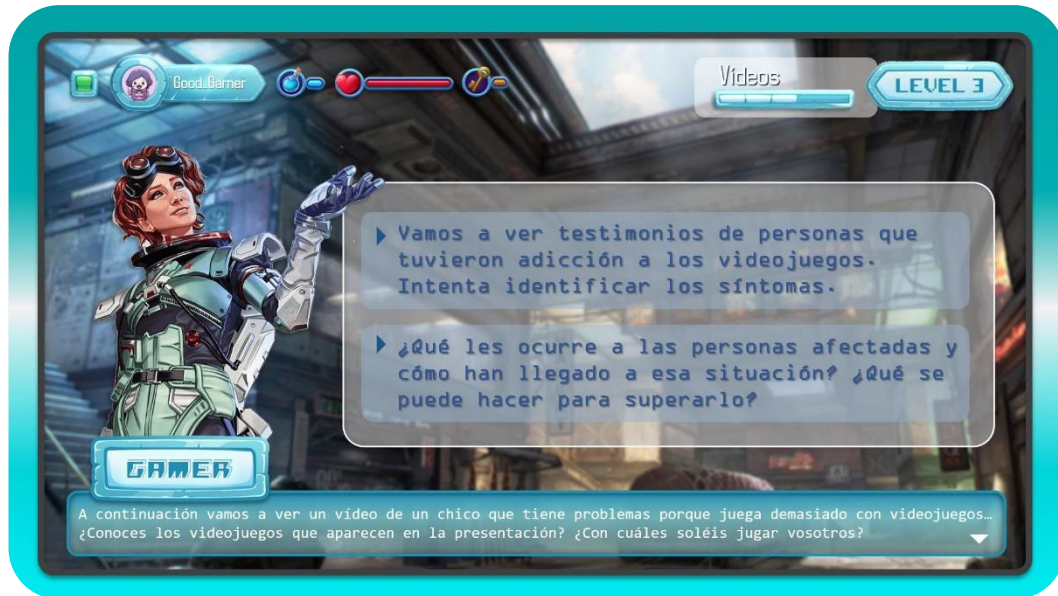 Good_Gamer
Videos
LEVEL 3
Vamos a ver testimonios de personas que
tuvieron adicción a los videojuegos.
Intenta identificar los síntomas.
¿Qué les ocurre a las personas afectadas y
cómo han llegado a esa situación? ¿Qué se
puede hacer para superarlo?
GAMER
A continuación vamos a ver un vídeo de un chico que tiene problemas porque juega demasiado con videojuegos…
¿Conoces los videojuegos que aparecen en la presentación? ¿Con cuáles soléis jugar vosotros?